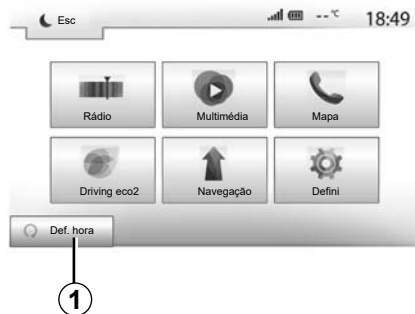 Esc
--°C
18:49
Rádio
Multimédia
Mapa
Driving eco2
Navegação
Defini
Def. hora
1